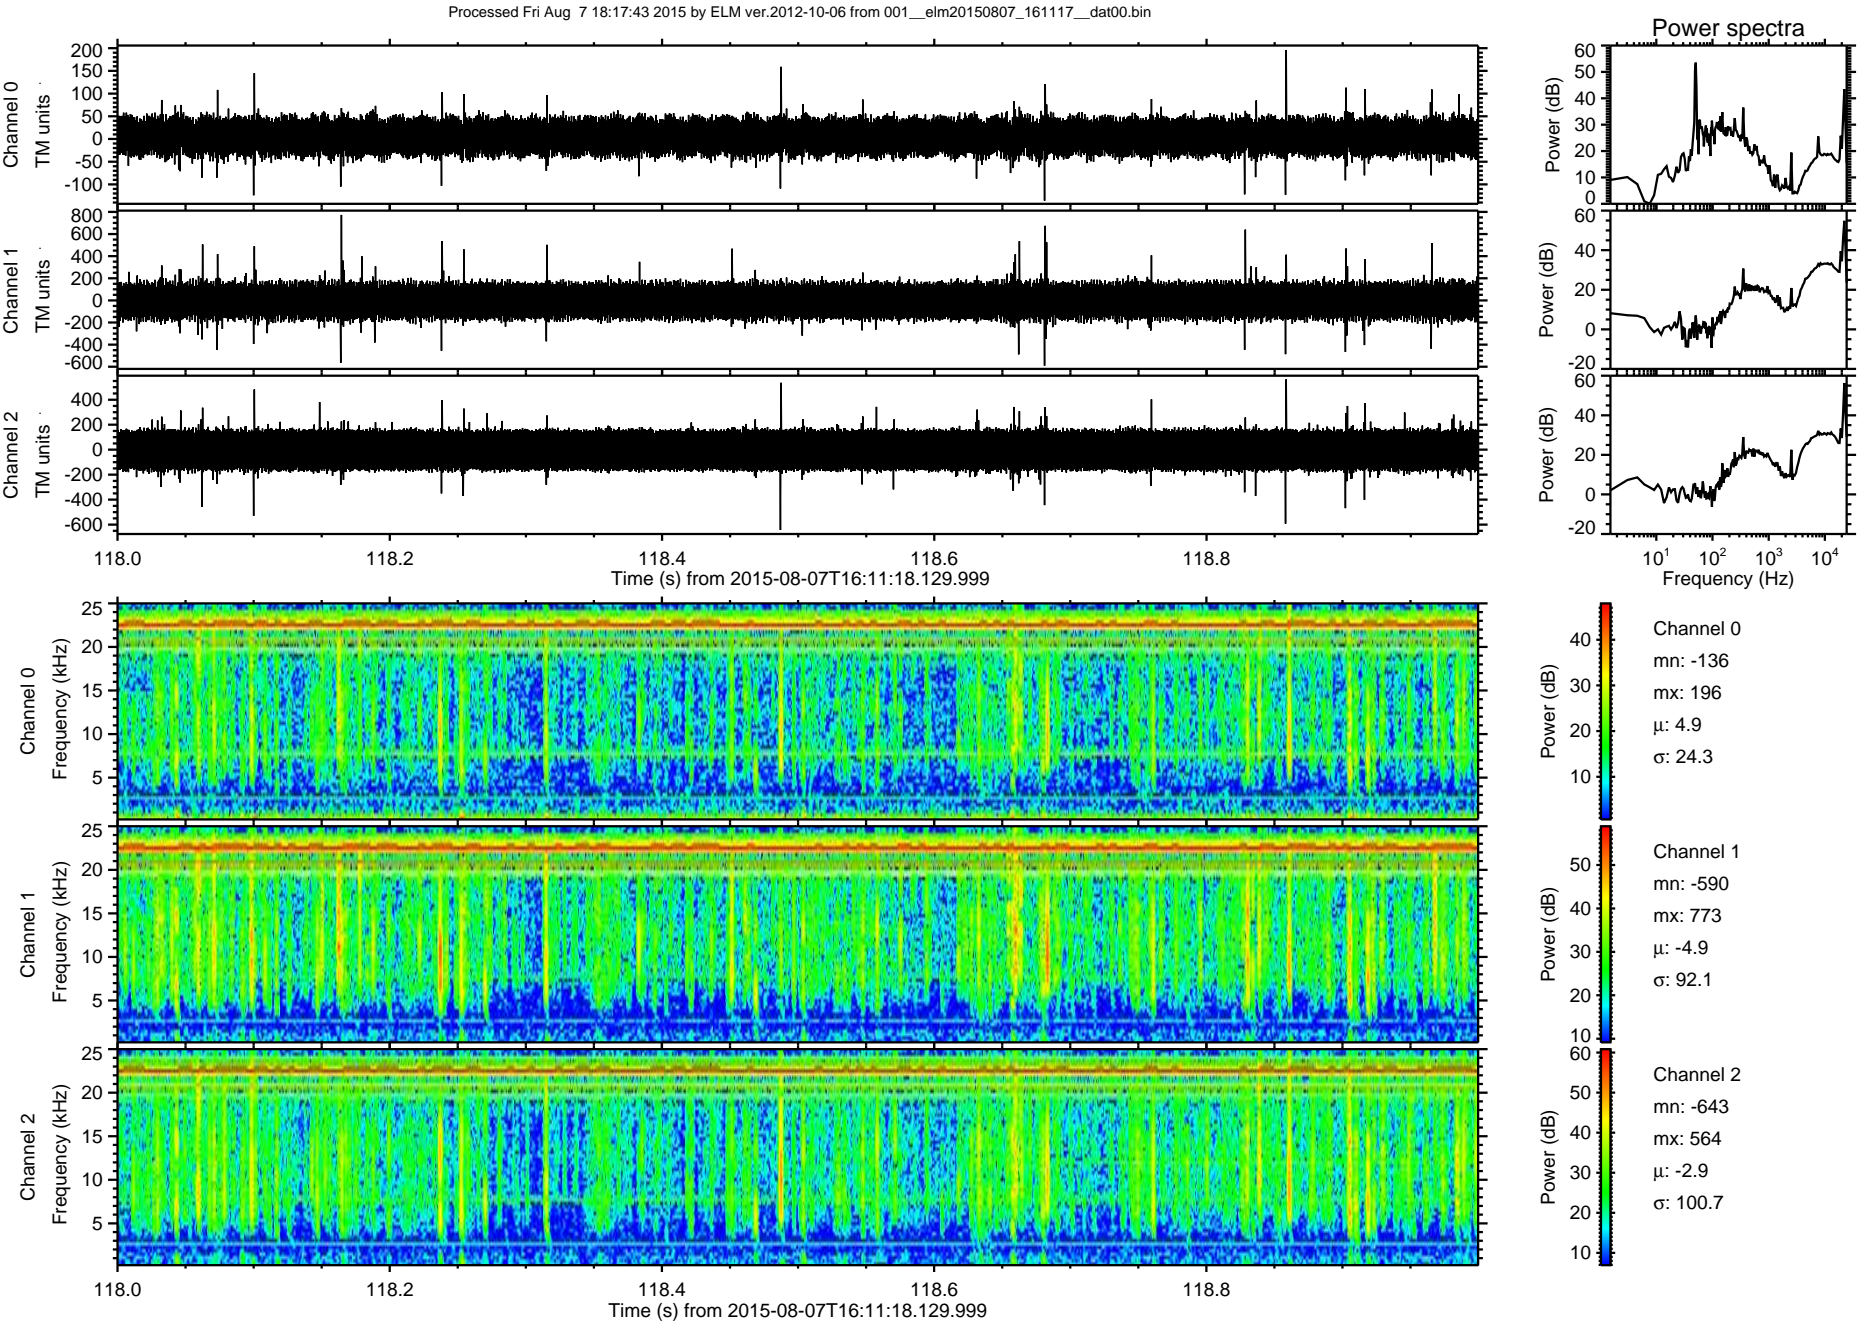 Processed Fri Aug 7 18:17:43 2015 by ELM ver.2012-10-06 from 001__elm20150807_161117__dat00.bin
Power spectra
Channel 0
TM units
200
150
100
50
0
-50
-100
Power (dB)
60
50
40
30
20
10
0
Channel 1
TM units
800
600
400
200
0
-200
-400
-600
Power (dB)
60
40
20
0
-20
Channel 2
TM units
400
200
0
-200
-400
-600
Power (dB)
60
40
20
0
-20
118.0 118.2 118.4 118.6 118.8
Time (s) from 2015-08-07T16:11:18.129.999
10¹ 10² 10³ 10⁴
Frequency (Hz)
Channel 0
Frequency (kHz)
25
20
15
10
5
Power (dB)
40
30
20
10
Channel 0
mn: -136
mx: 196
μ: 4.9
σ: 24.3
Channel 1
Frequency (kHz)
25
20
15
10
5
Power (dB)
50
40
30
20
10
Channel 1
mn: -590
mx: 773
μ: -4.9
σ: 92.1
Channel 2
Frequency (kHz)
25
20
15
10
5
Power (dB)
60
50
40
30
20
10
Channel 2
mn: -643
mx: 564
μ: -2.9
σ: 100.7
118.0 118.2 118.4 118.6 118.8
Time (s) from 2015-08-07T16:11:18.129.999